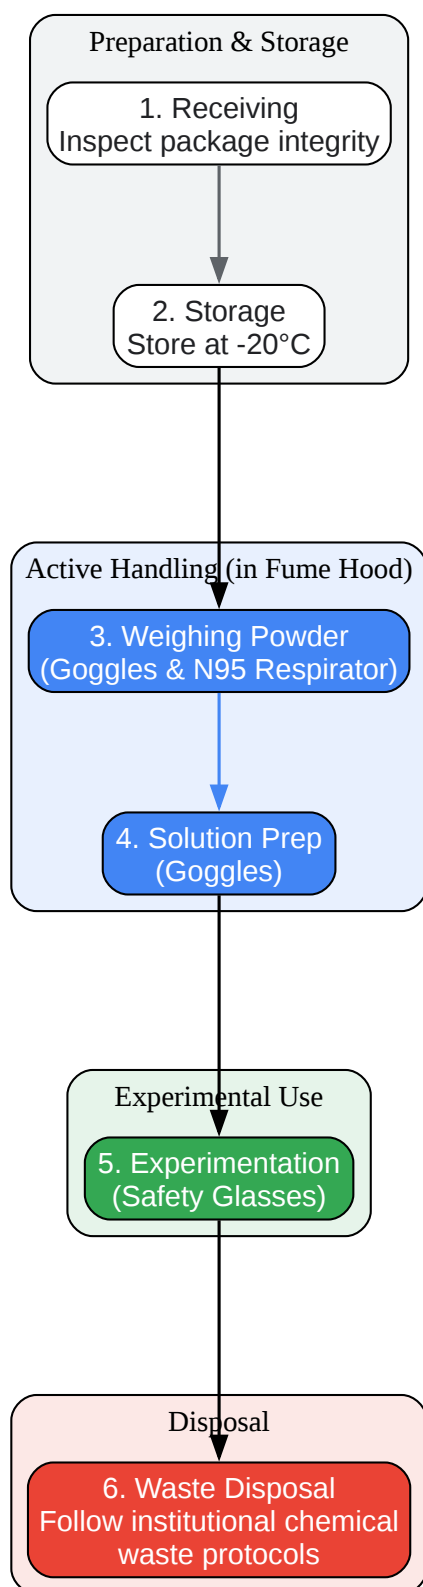 Preparation & Storage
1. Receiving
Inspect package integrity
2. Storage
Store at -20°C
Active Handling (in Fume Hood)
3. Weighing Powder
(Goggles & N95 Respirator)
4. Solution Prep
(Goggles)
Experimental Use
5. Experimentation
(Safety Glasses)
Disposal
6. Waste Disposal
Follow institutional chemical
waste protocols